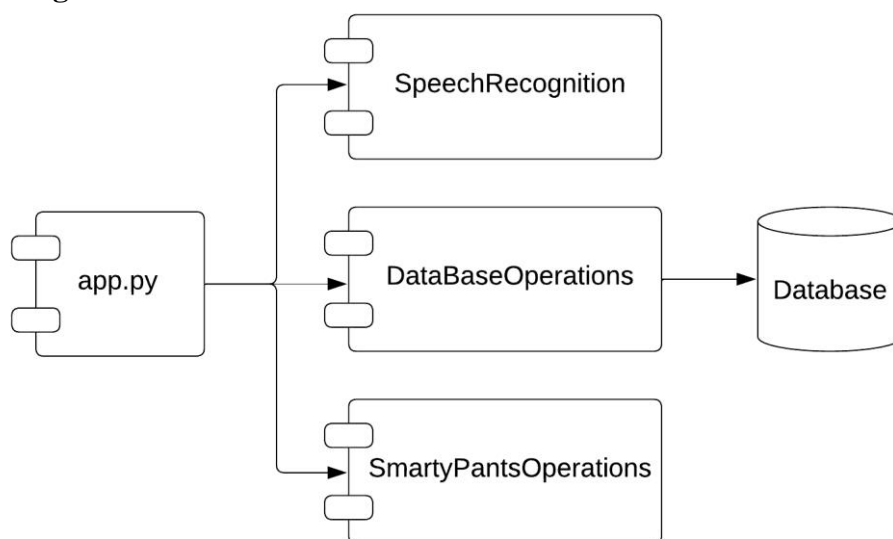 SpeechRecognition
app.py
DataBaseOperations
Database
SmartyPantsOperations